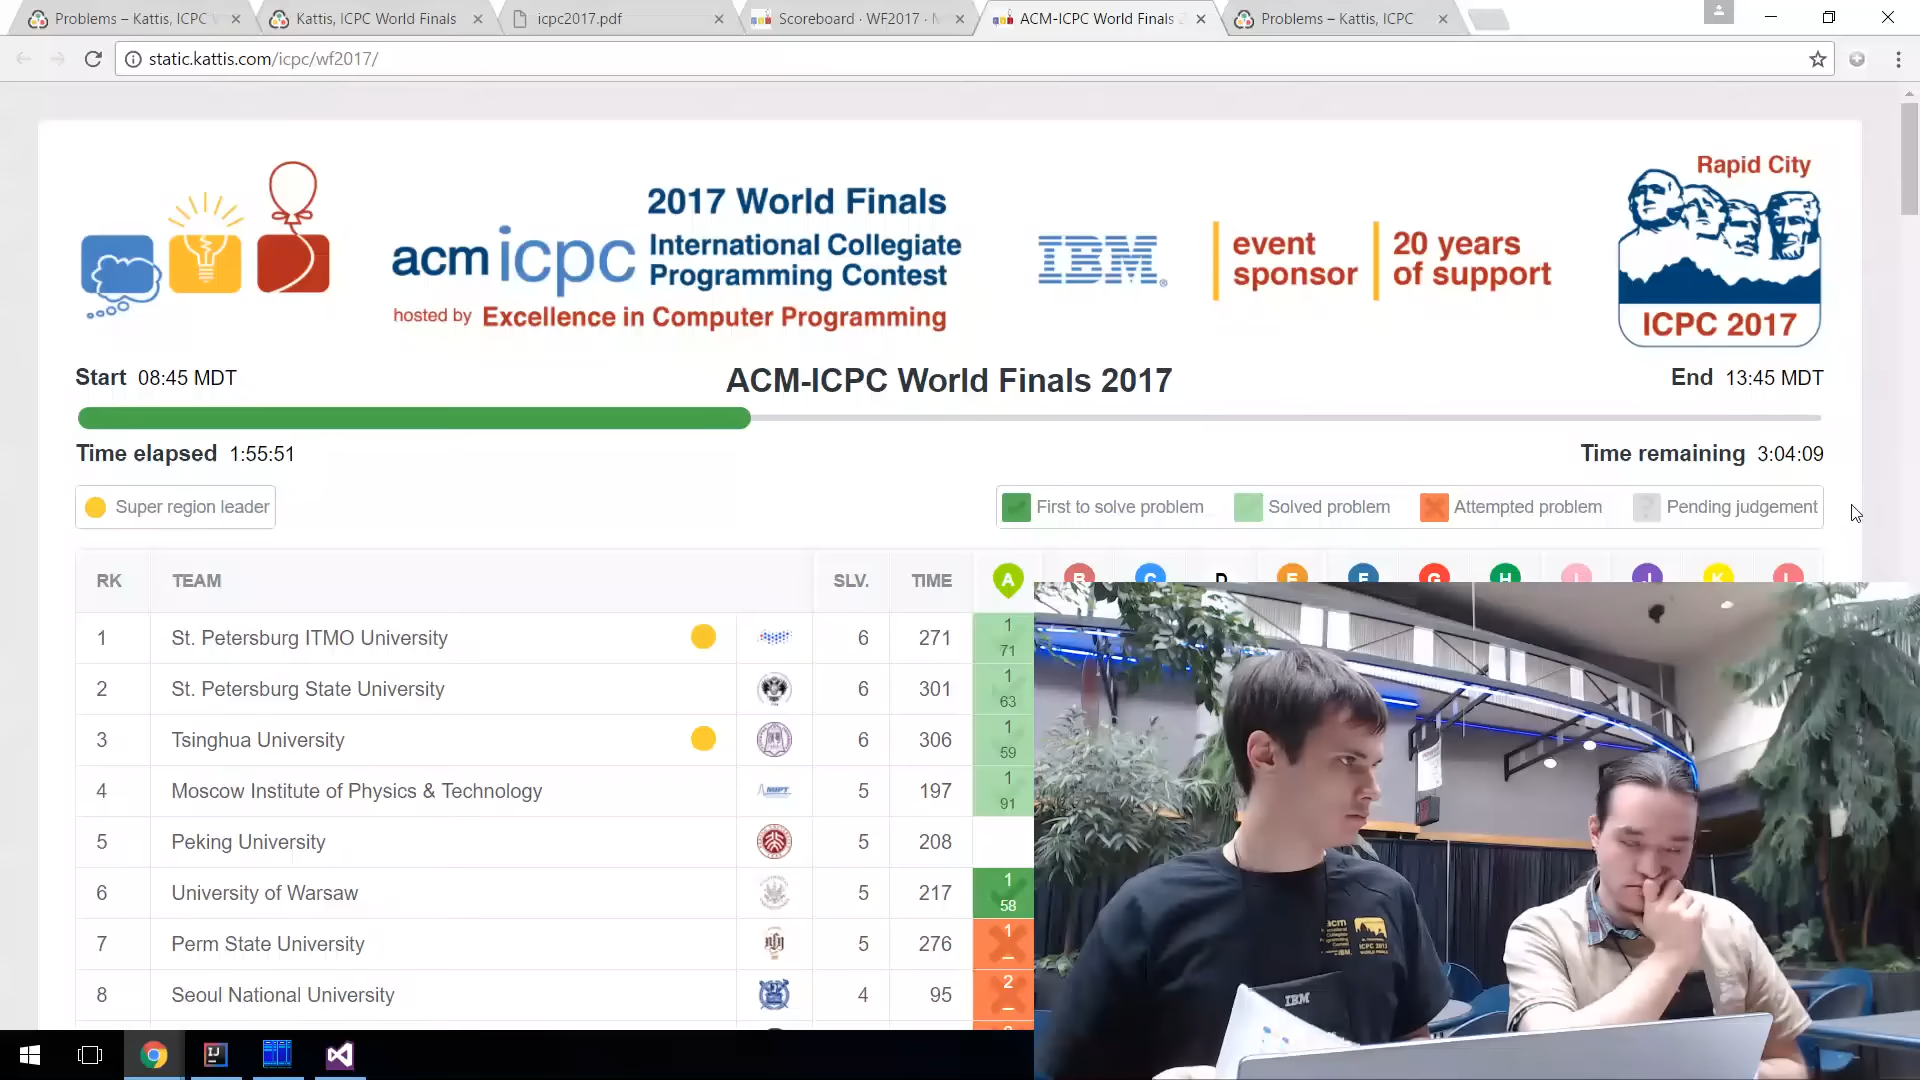 Problems – Kattis, ICPC
Kattis, ICPC World Finals
icpc2017.pdf
Scoreboard · WF2017 ·
ACM-ICPC World Finals
Problems – Kattis, ICPC
static.kattis.com/icpc/wf2017/
2017 World Finals
acm icpc International Collegiate
Programming Contest
hosted by Excellence in Computer Programming
IBM
event
sponsor
20 years
of support
Rapid City
ICPC 2017
Start 08:45 MDT
ACM-ICPC World Finals 2017
End 13:45 MDT
Time elapsed 1:55:51
Time remaining 3:04:09
Super region leader
First to solve problem
Solved problem
Attempted problem
Pending judgement
RK TEAM SLV. TIME A B C D E F G H I J K L
1 St. Petersburg ITMO University 6 271 1 71
2 St. Petersburg State University 6 301 1 63
3 Tsinghua University 6 306 1 59
4 Moscow Institute of Physics & Technology MIPT 5 197 1 91
5 Peking University 5 208
6 University of Warsaw 5 217 1 58
7 Perm State University 5 276 1 –
8 Seoul National University 4 95 2 –
acm
IBM
IBM